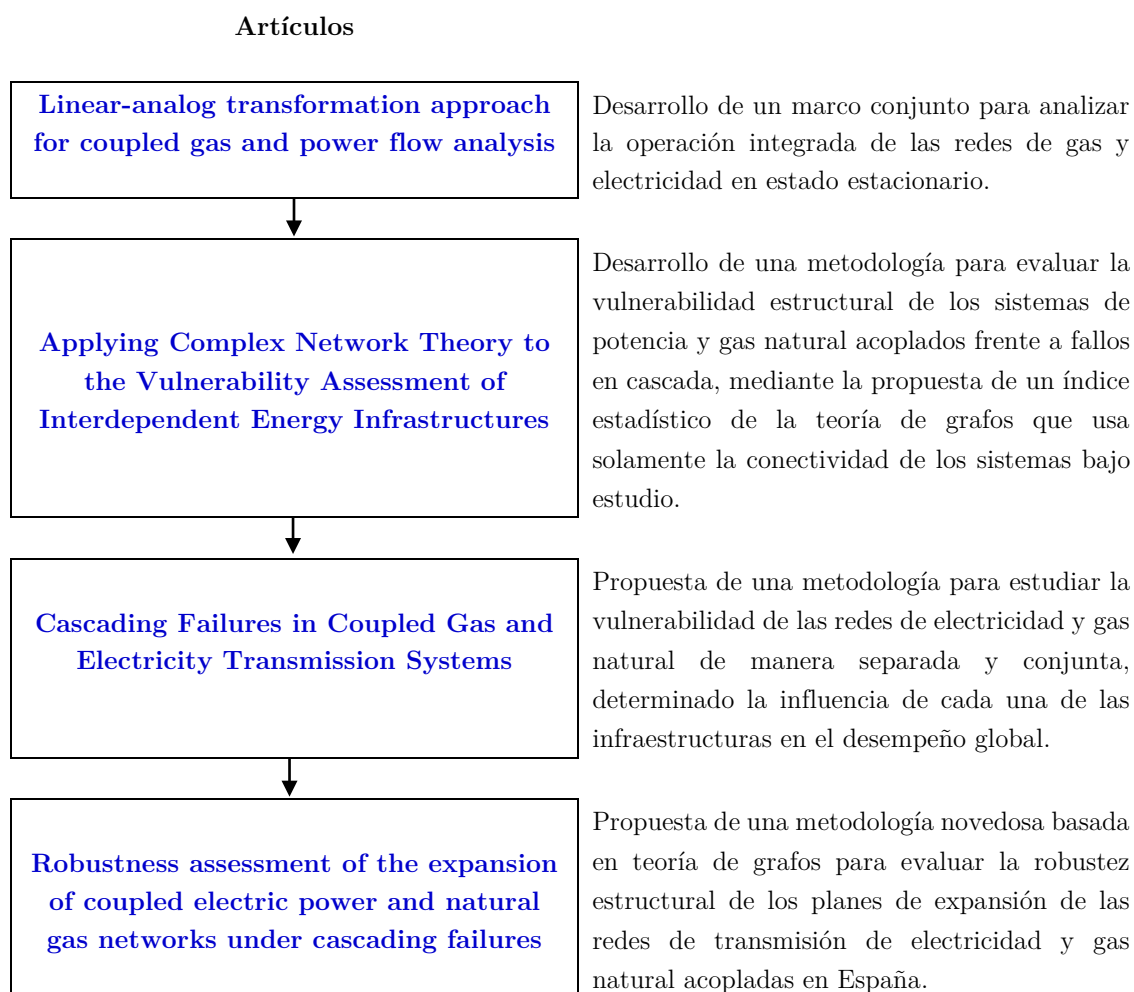 Artículos
Linear-analog transformation approach
for coupled gas and power flow analysis
Desarrollo de un marco conjunto para analizar
la operación integrada de las redes de gas y
electricidad en estado estacionario.
Applying Complex Network Theory to
the Vulnerability Assessment of
Interdependent Energy Infrastructures
Desarrollo de una metodología para evaluar la
vulnerabilidad estructural de los sistemas de
potencia y gas natural acoplados frente a fallos
en cascada, mediante la propuesta de un índice
estadístico de la teoría de grafos que usa
solamente la conectividad de los sistemas bajo
estudio.
Cascading Failures in Coupled Gas and
Electricity Transmission Systems
Propuesta de una metodología para estudiar la
vulnerabilidad de las redes de electricidad y gas
natural de manera separada y conjunta,
determinado la influencia de cada una de las
infraestructuras en el desempeño global.
Robustness assessment of the expansion
of coupled electric power and natural
gas networks under cascading failures
Propuesta de una metodología novedosa basada
en teoría de grafos para evaluar la robustez
estructural de los planes de expansión de las
redes de transmisión de electricidad y gas
natural acopladas en España.